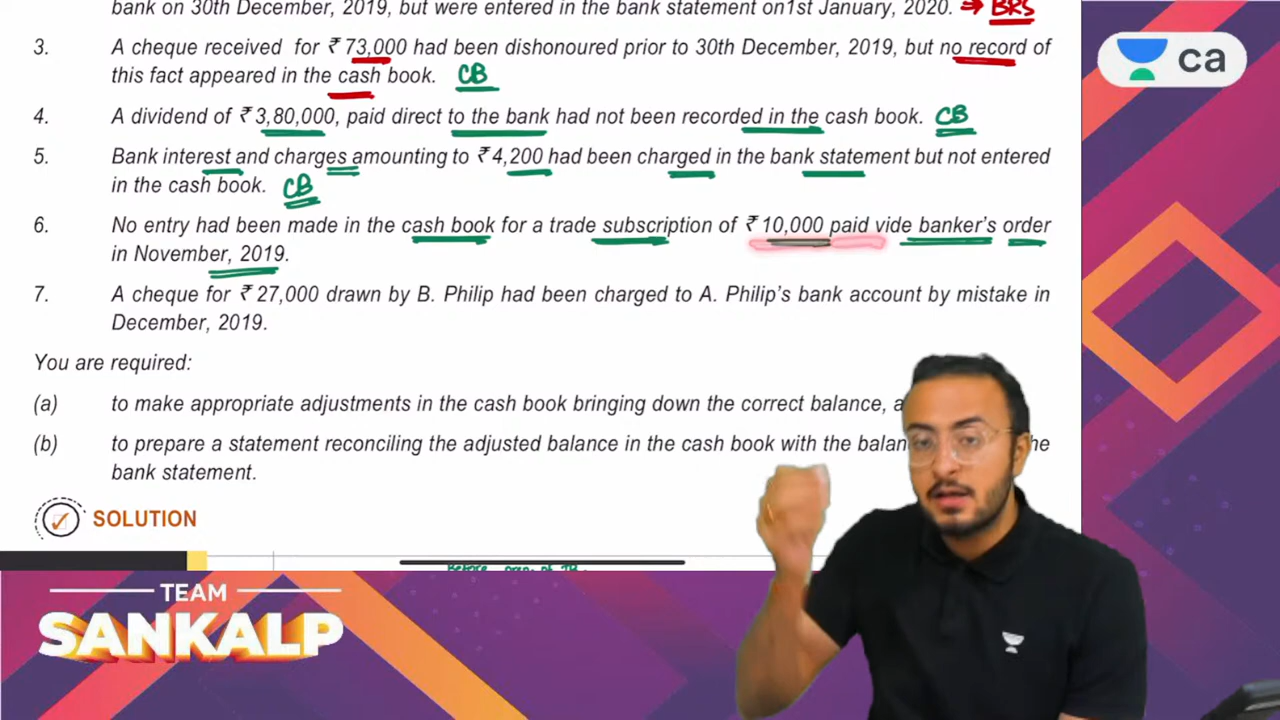 bank on 30th December, 2019, but were entered in the bank statement on1st January, 2020. ⇒ BRS
3. A cheque received for ₹ 73,000 had been dishonoured prior to 30th December, 2019, but no record of
this fact appeared in the cash book. CB
4. A dividend of ₹ 3,80,000, paid direct to the bank had not been recorded in the cash book. CB
5. Bank interest and charges amounting to ₹ 4,200 had been charged in the bank statement but not entered
in the cash book. CB
6. No entry had been made in the cash book for a trade subscription of ₹ 10,000 paid vide banker's order
in November, 2019.
7. A cheque for ₹ 27,000 drawn by B. Philip had been charged to A. Philip's bank account by mistake in
December, 2019.
You are required:
(a) to make appropriate adjustments in the cash book bringing down the correct balance, a
(b) to prepare a statement reconciling the adjusted balance in the cash book with the balan he
bank statement.
SOLUTION
Before
TEAM
SANKALP
ca